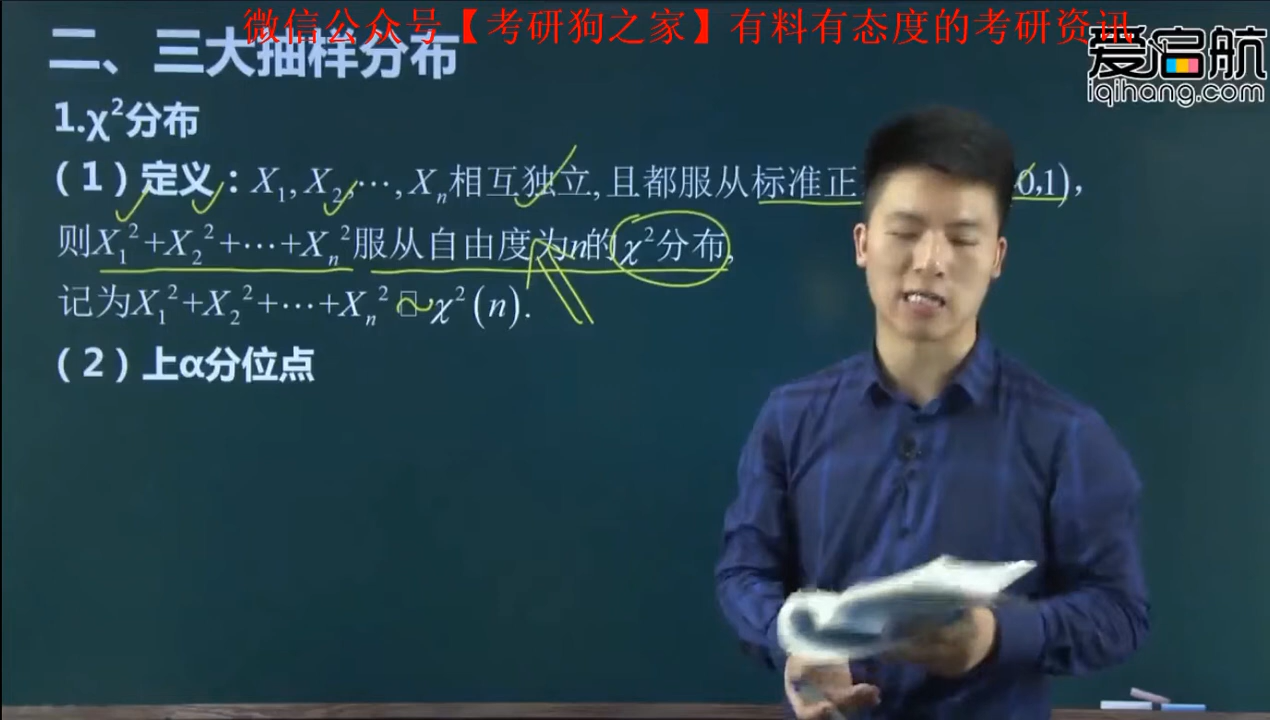 微信公众号【考研狗之家】有料有态度的考研资讯
爱启航
iqihang.com
二、三大抽样分布
1.χ²分布
（1）定义：X₁,X₂,⋯,Xₙ相互独立,且都服从标准正 0,1),
则X₁²+X₂²+⋯+Xₙ²服从自由度为n的χ²分布,
记为X₁²+X₂²+⋯+Xₙ² ~ χ²(n).
（2）上α分位点